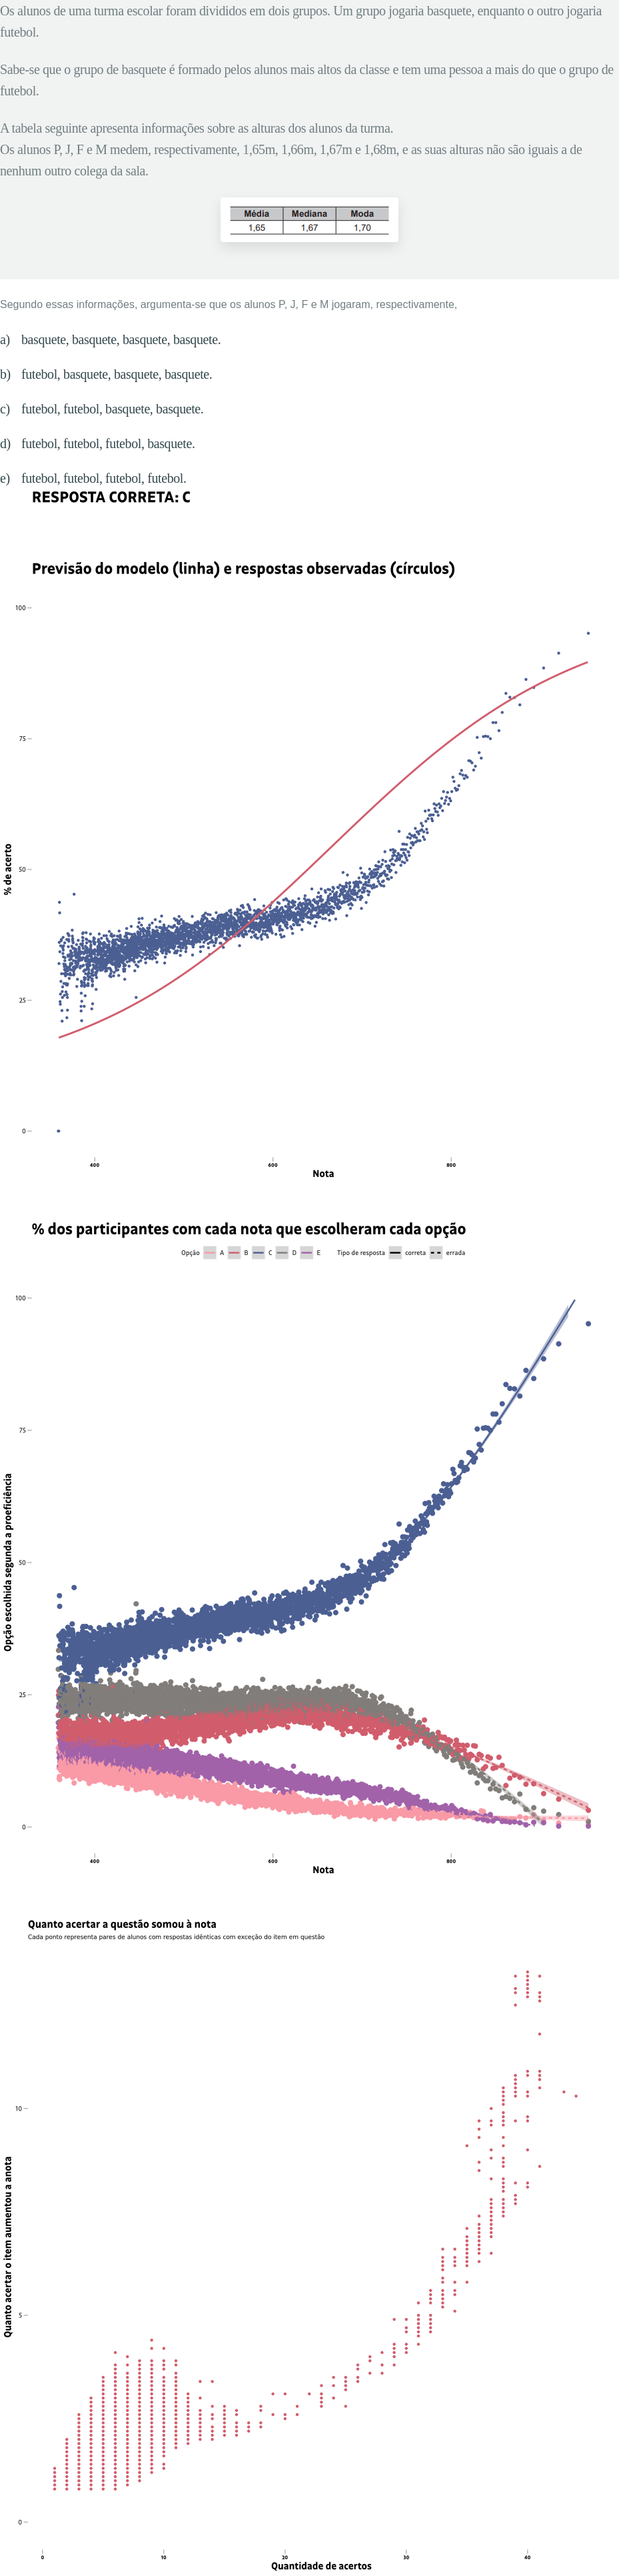 Os alunos de uma turma escolar foram divididos em dois grupos. Um grupo jogaria basquete, enquanto o outro jogaria
futebol.
Sabe-se que o grupo de basquete é formado pelos alunos mais altos da classe e tem uma pessoa a mais do que o grupo de
futebol.
A tabela seguinte apresenta informações sobre as alturas dos alunos da turma.
Os alunos P, J, F e M medem, respectivamente, 1,65m, 1,66m, 1,67m e 1,68m, e as suas alturas não são iguais a de
nenhum outro colega da sala.
Média Mediana Moda
1,65 1,67 1,70
Segundo essas informações, argumenta-se que os alunos P, J, F e M jogaram, respectivamente,
a) basquete, basquete, basquete, basquete.
b) futebol, basquete, basquete, basquete.
c) futebol, futebol, basquete, basquete.
d) futebol, futebol, futebol, basquete.
e) futebol, futebol, futebol, futebol.
RESPOSTA CORRETA: C
Previsão do modelo (linha) e respostas observadas (círculos)
100
75
% de acerto
50
25
0
400 600 800
Nota
% dos participantes com cada nota que escolheram cada opção
Opção A B C D E Tipo de resposta correta errada
100
75
Opção escolhida segunda a proeficiência
50
25
0
400 600 800
Nota
Quanto acertar a questão somou à nota
Cada ponto representa pares de alunos com respostas idênticas com exceção do item em questão
10
Quanto acertar o item aumentou a anota
5
0
0 10 20 30 40
Quantidade de acertos